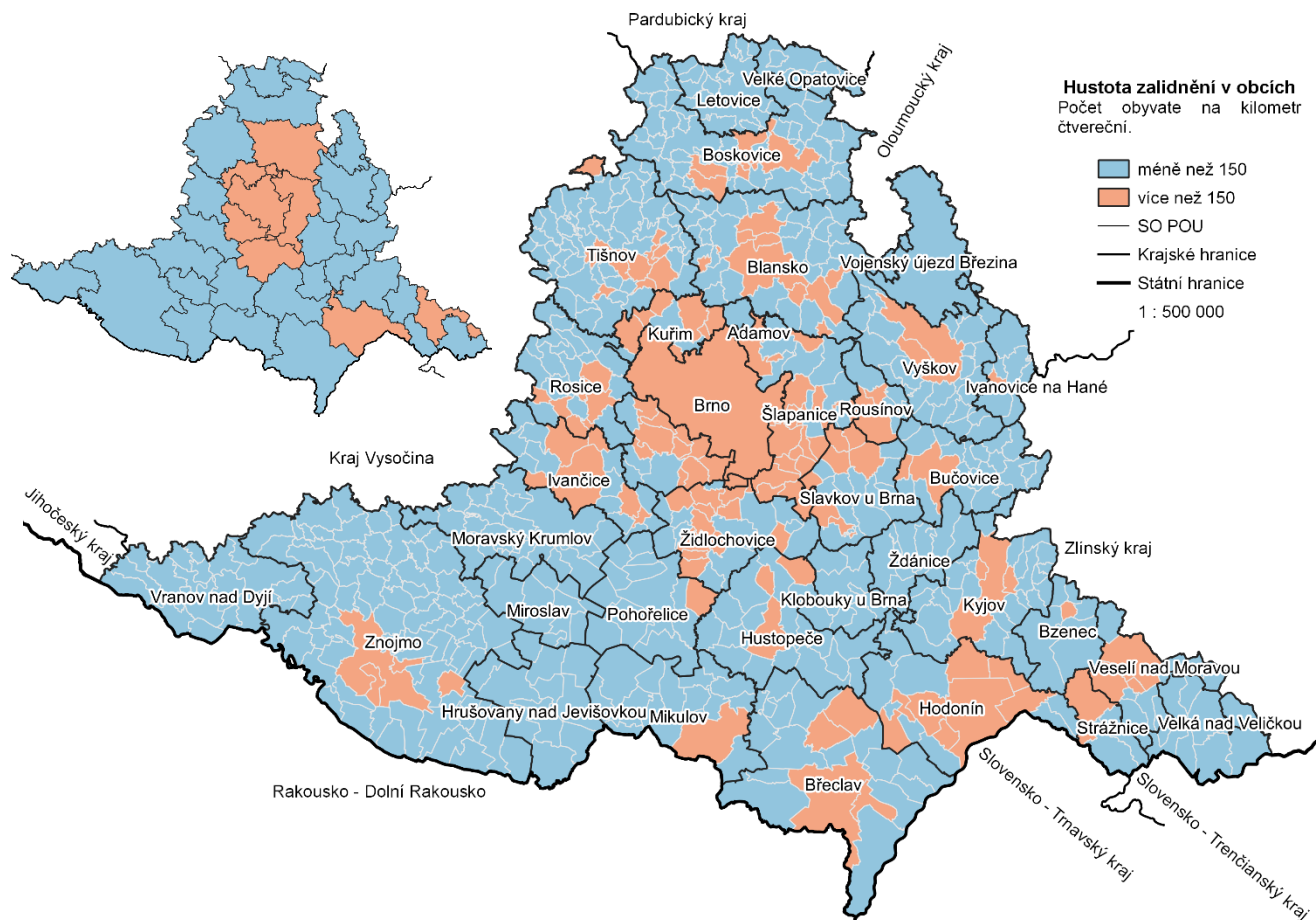 Pardubický kraj
Oloumoucký kraj
Velké Opatovice
Letovice
Boskovice
Hustota zalidnění v obcích
Počet obyvate na kilometr
čtvereční.
méně než 150
více než 150
SO POU
Krajské hranice
Státní hranice
1 : 500 000
Tišnov
Blansko
Vojenský újezd Březina
Kuřim
Adamov
Vyškov
Ivanovice na Hané
Rosice
Brno
Šlapanice
Rousínov
Kraj Vysočina
Ivančice
Bučovice
Slavkov u Brna
Jihočeský kraj
Moravský Krumlov
Židlochovice
Ždánice
Zlínský kraj
Vranov nad Dyjí
Miroslav
Pohořelice
Klobouky u Brna
Kyjov
Znojmo
Hustopeče
Bzenec
Veselí nad Moravou
Hrušovany nad Jevišovkou
Mikulov
Hodonín
Strážnice
Velká nad Veličkou
Břeclav
Rakousko - Dolní Rakousko
Slovensko - Trnavský kraj
Slovensko - Trenčianský kraj